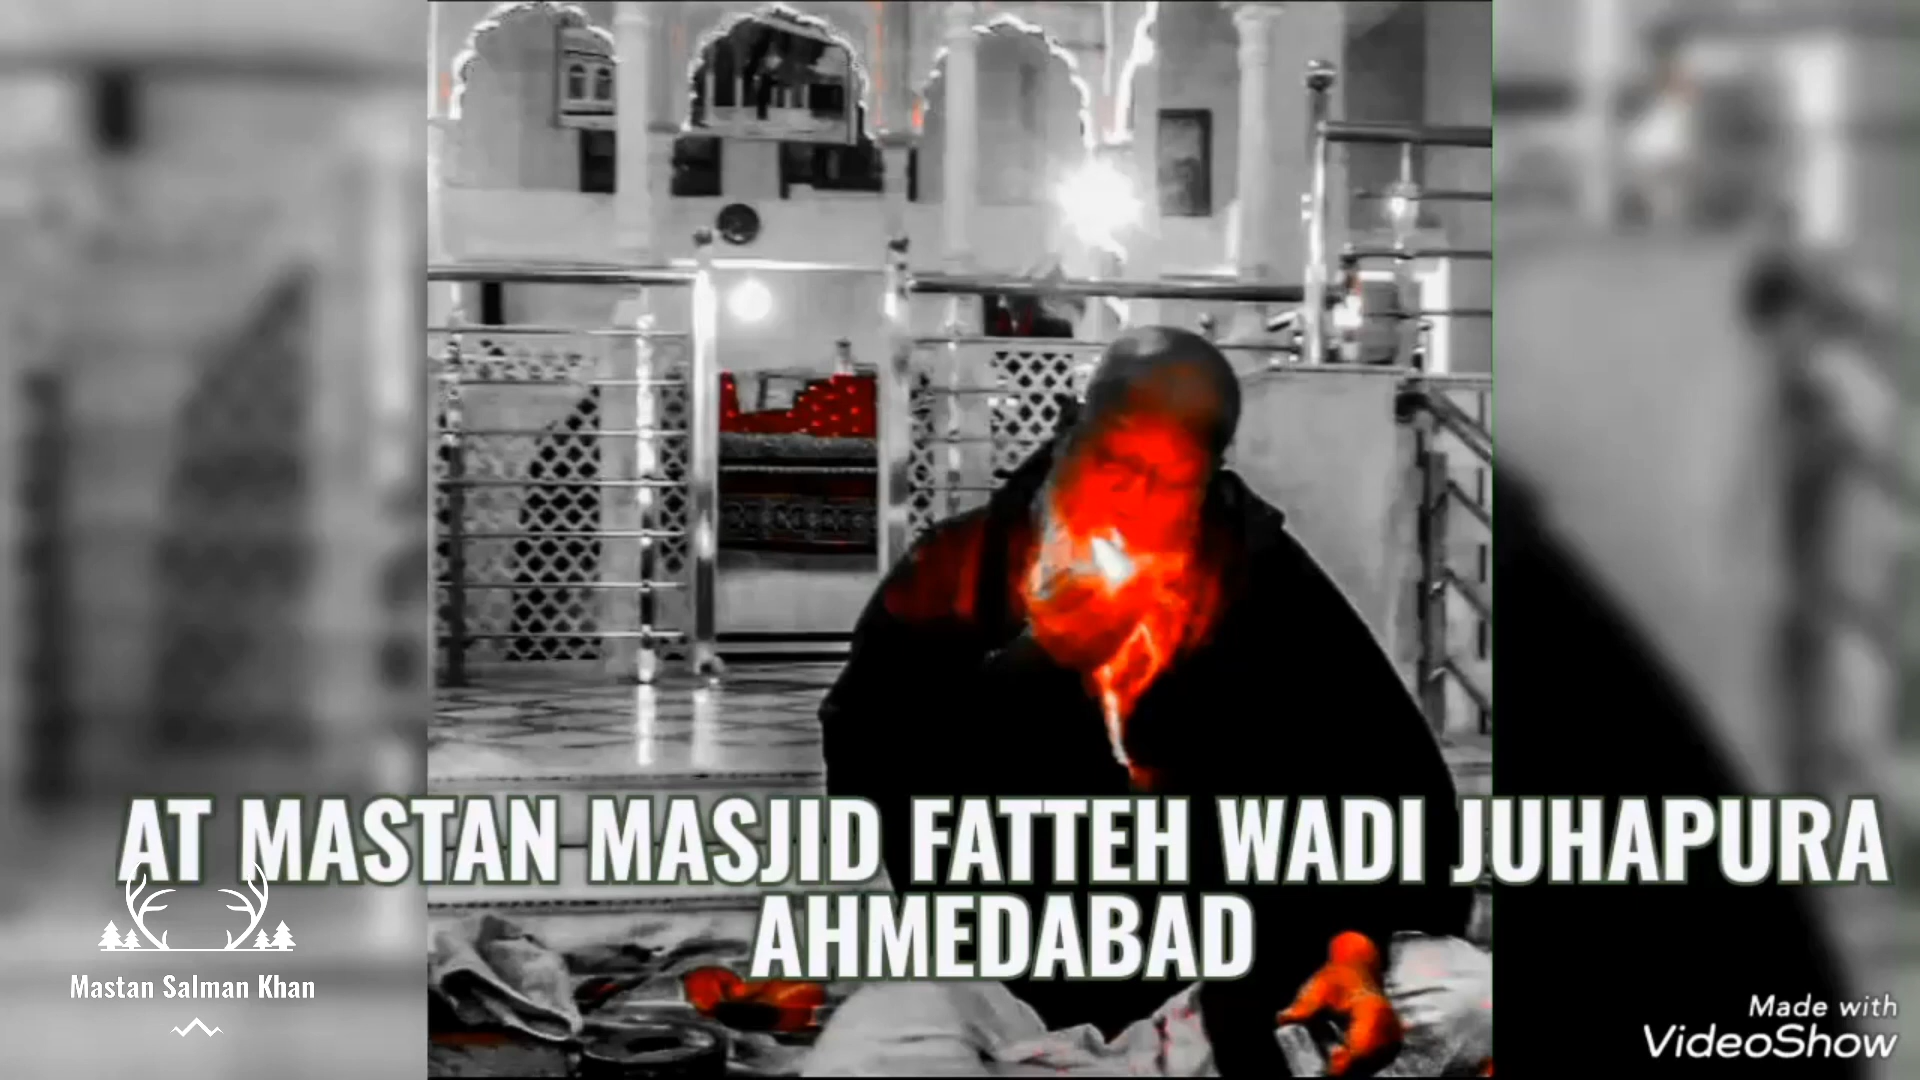 AT MASTAN MASJID FATTEH WADI JUHAPURA
AHMEDABAD
Mastan Salman Khan
Made with
VideoShow